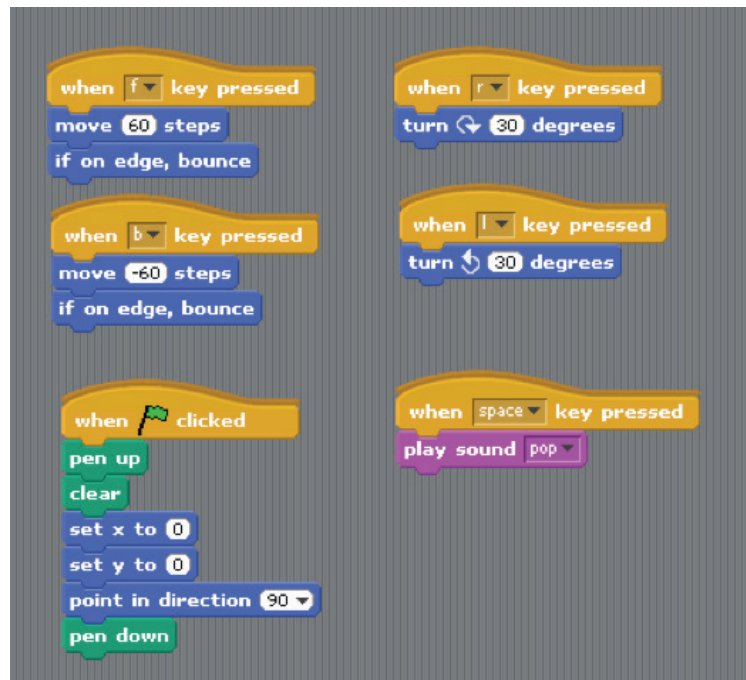 when f key pressed
move 60 steps
if on edge, bounce
when b key pressed
move -60 steps
if on edge, bounce
when clicked
pen up
clear
set x to 0
set y to 0
point in direction 90
pen down
when r key pressed
turn 30 degrees
when l key pressed
turn 30 degrees
when space key pressed
play sound pop